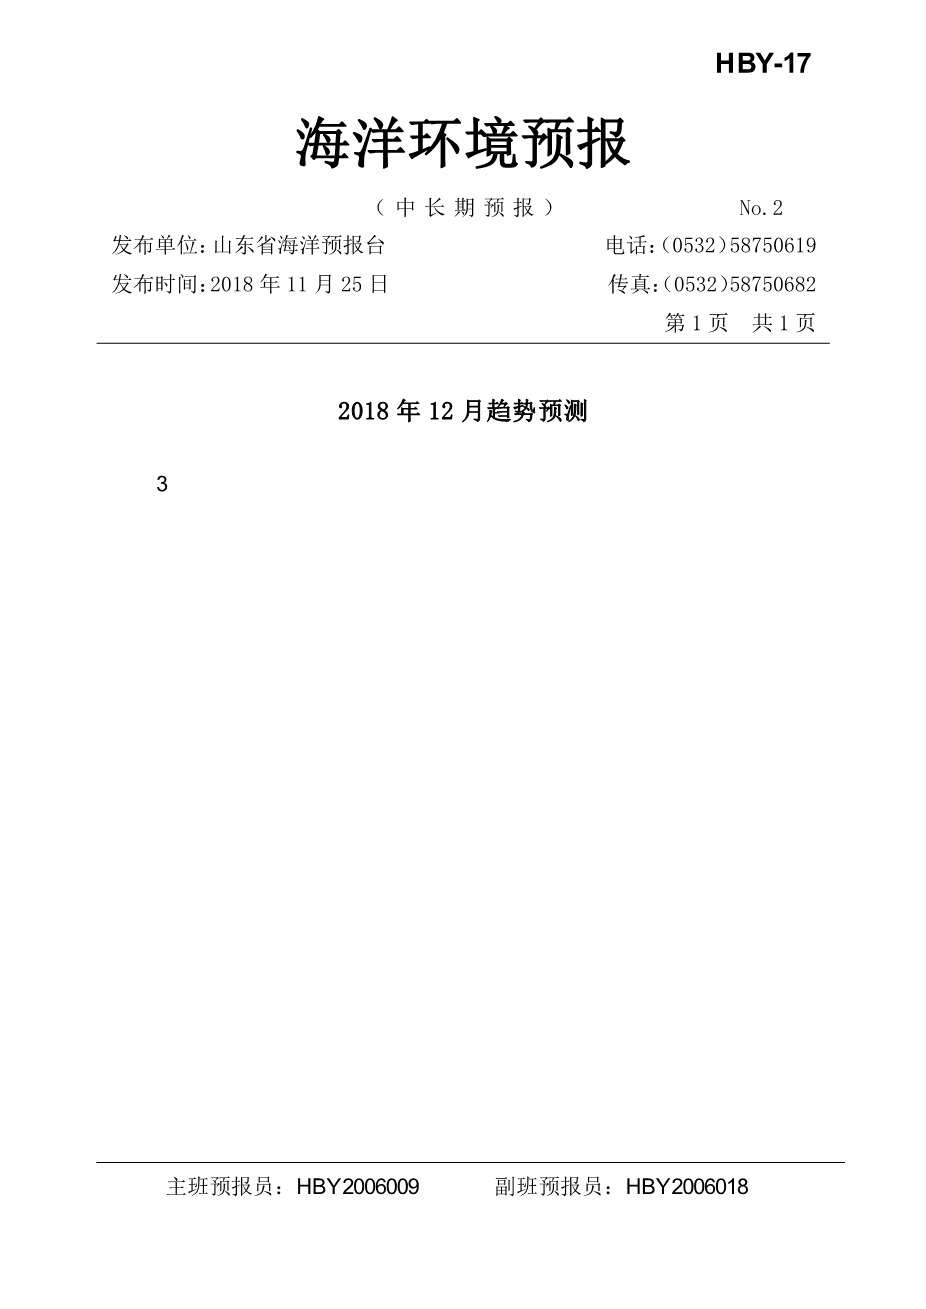 HBY-17
海洋环境预报
（中长期预报） No.2
发布单位：山东省海洋预报台 电话：(0532)58750619
发布时间：2018 年 11 月 25 日 传真：(0532)58750682
第 1 页 共 1 页
2018 年 12 月趋势预测
3
主班预报员：HBY2006009 副班预报员：HBY2006018